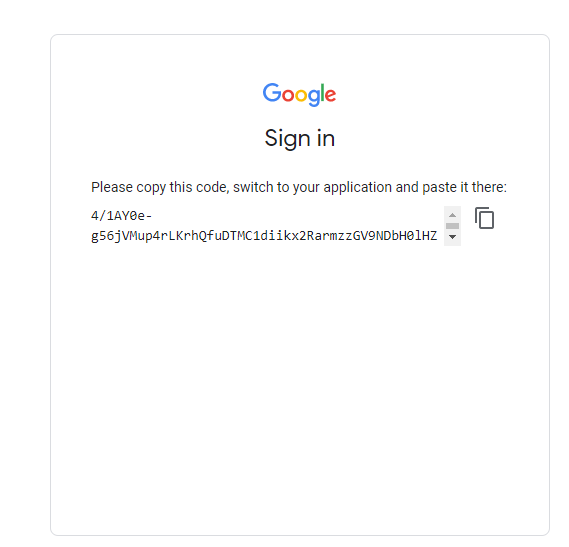 Google
Sign in
Please copy this code, switch to your application and paste it there:
4/1AY0e-
g56jVMup4rLKrhQfuDTMC1diikx2RarmzzGV9NDbH0lHZ